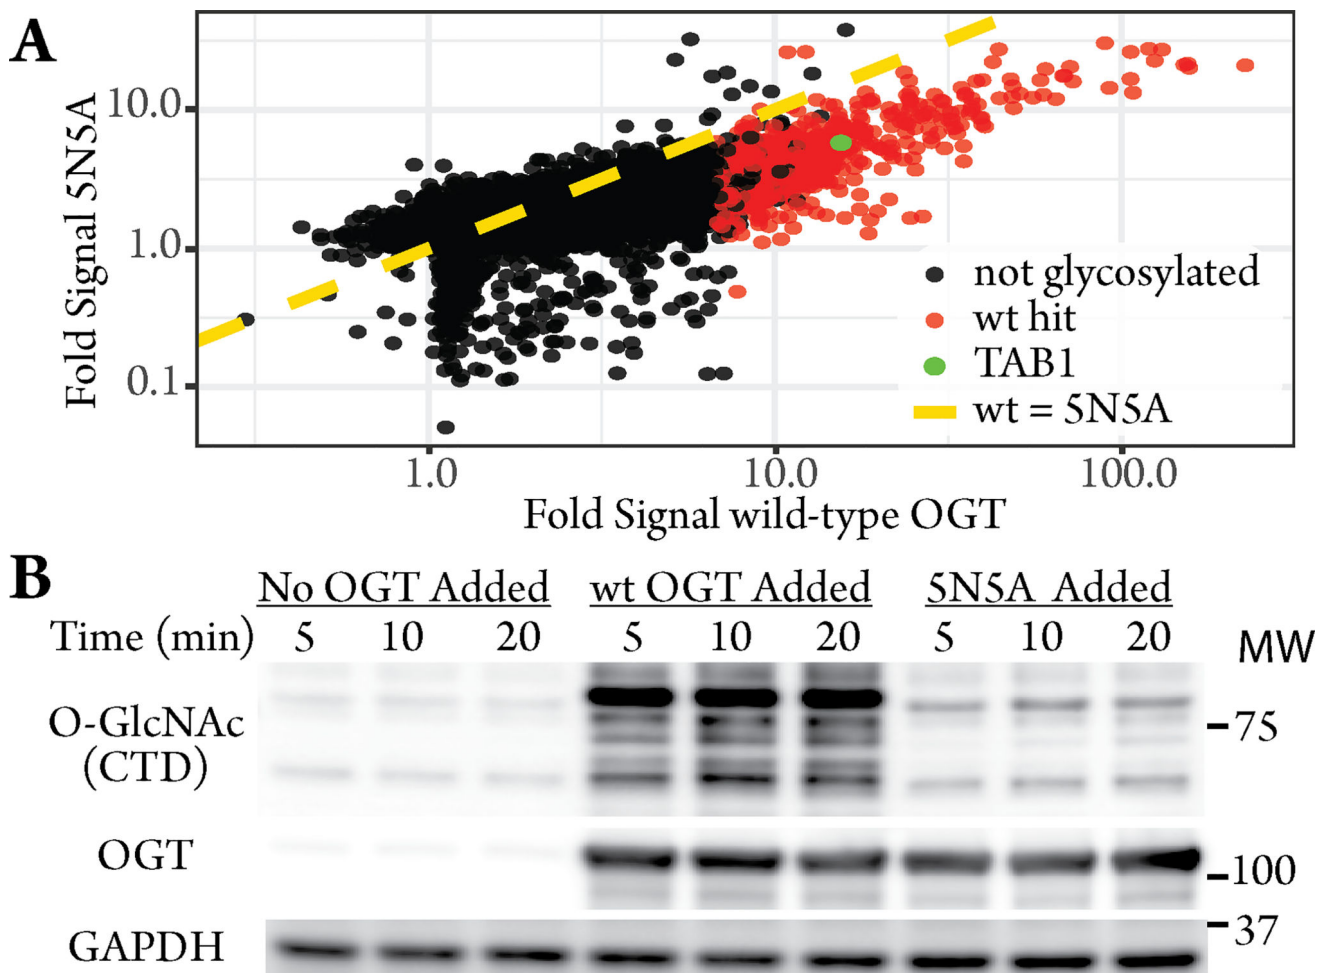 A
Fold Signal 5N5A
10.0
1.0
0.1
not glycosylated
wt hit
TAB1
wt = 5N5A
1.0 10.0 100.0
Fold Signal wild-type OGT
B
No OGT Added wt OGT Added 5N5A Added
Time (min) 5 10 20 5 10 20 5 10 20 MW
O-GlcNAc
(CTD)
75
OGT
100
37
GAPDH